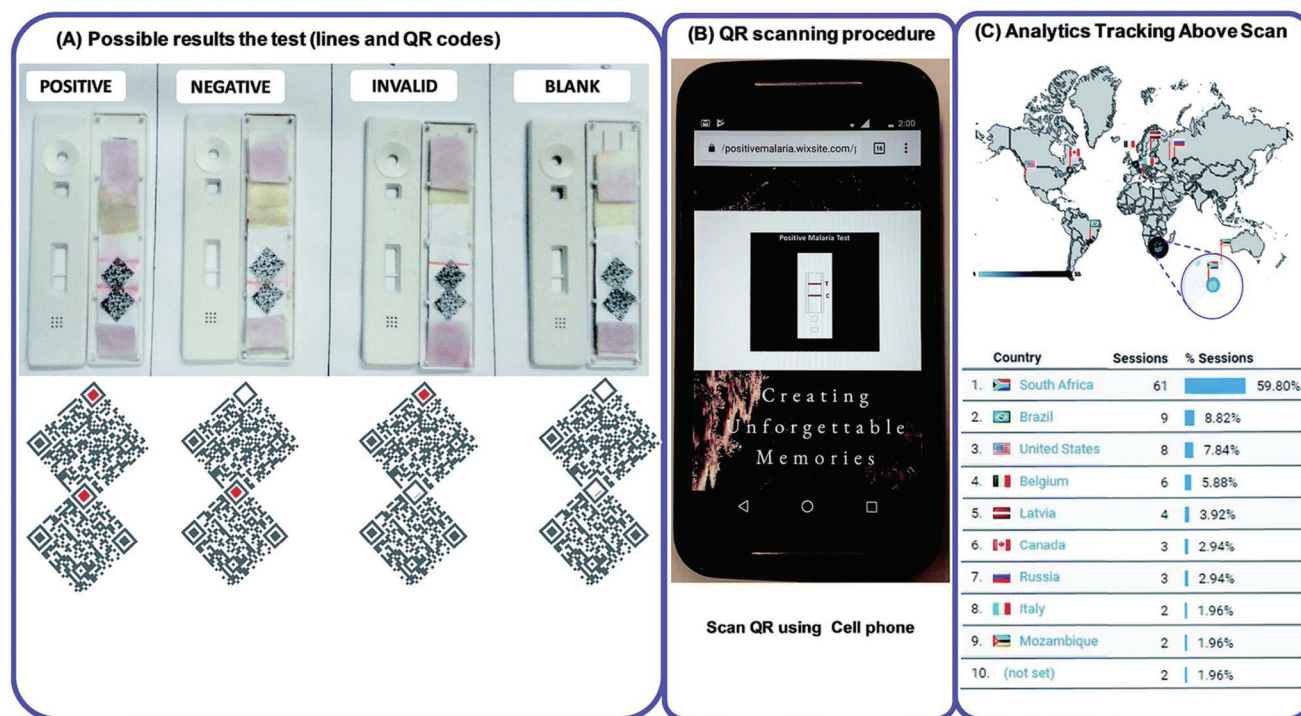 (A) Possible results the test (lines and QR codes)
POSITIVE
NEGATIVE
INVALID
BLANK
(B) QR scanning procedure
2:00
/positivemalaria.wixsite.com/p
16
Positive Malaria Test
T
C
Creating
Unforgettable
Memories
Scan QR using Cell phone
(C) Analytics Tracking Above Scan
Country Sessions % Sessions
1. South Africa 61 59.80%
2. Brazil 9 8.82%
3. United States 8 7.84%
4. Belgium 6 5.88%
5. Latvia 4 3.92%
6. Canada 3 2.94%
7. Russia 3 2.94%
8. Italy 2 1.96%
9. Mozambique 2 1.96%
10. (not set) 2 1.96%